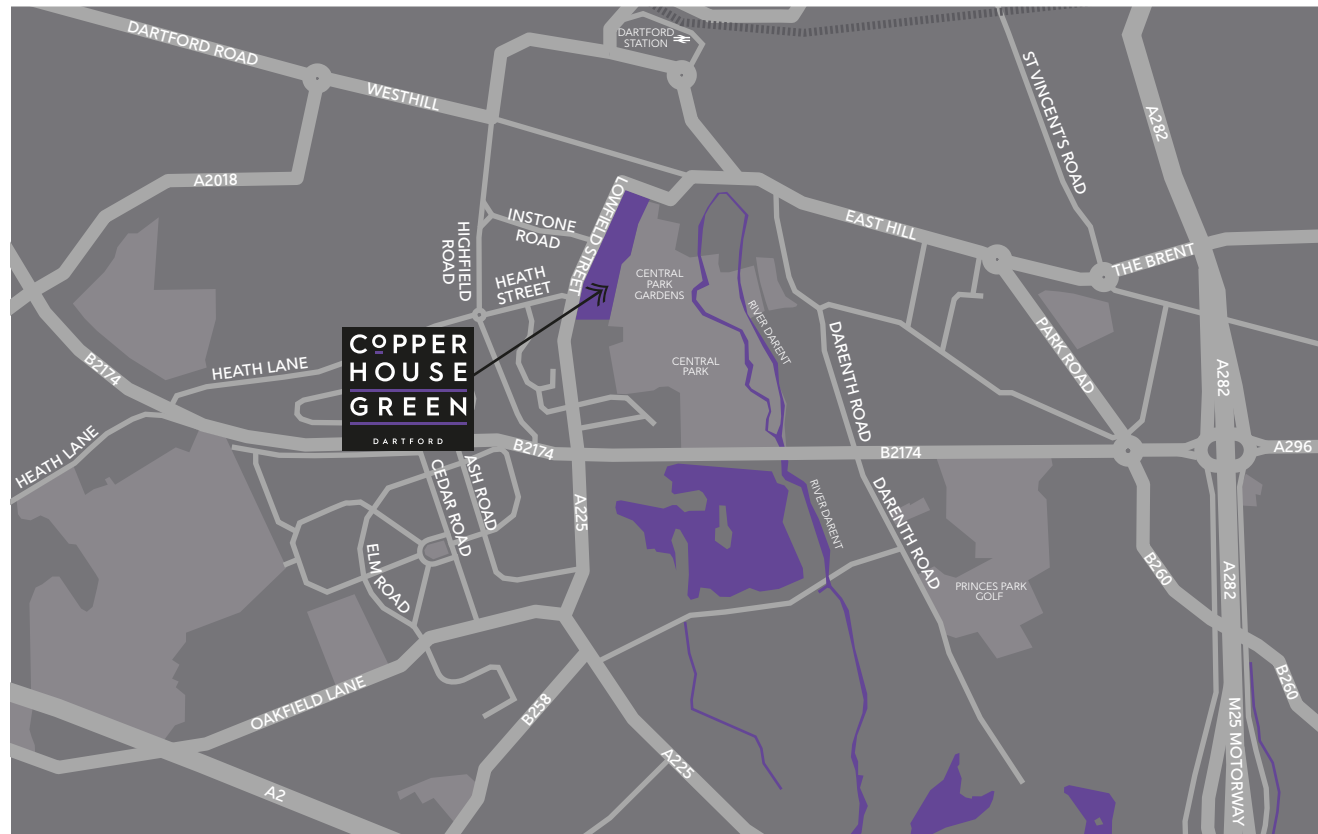 DARTFORD
STATION
DARTFORD ROAD
WESTHILL
ST VINCENT'S ROAD
A282
A2018
LOWFIELD STREET
INSTONE
ROAD
HIGHFIELD
ROAD
EAST HILL
THE BRENT
HEATH
STREET
CENTRAL
PARK
GARDENS
RIVER DARENT
DARENTH ROAD
PARK ROAD
COPPER
HOUSE
GREEN
DARTFORD
HEATH LANE
B2174
CENTRAL
PARK
A282
HEATH LANE
B2174
B2174
A296
CEDAR ROAD
ASH ROAD
A225
RIVER DARENT
DARENTH ROAD
ELM ROAD
PRINCES PARK
GOLF
B260
A282
B260
OAKFIELD LANE
B258
A225
M25 MOTORWAY
A2